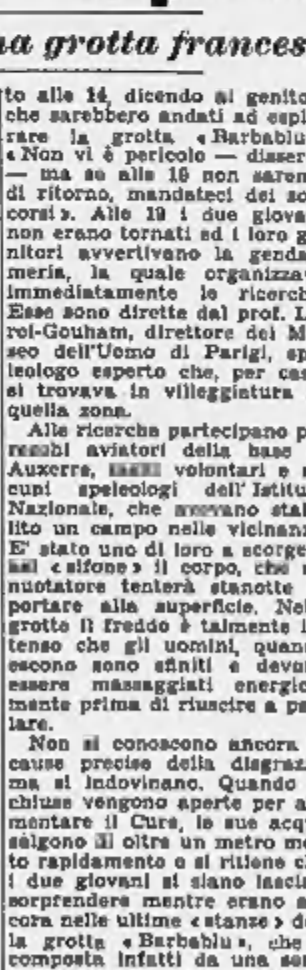 na grotta frances
to alle 14, dicendo ai genito
che sarebbero andati ad espl
rare la grotta «Barbablu
«Non vi è pericolo — disser
— ma se alle 18 non sarem
di ritorno, mandateci dei so
corsi». Alle 19 i due giova
non erano tornati ed i loro g
nitori avvertivano la genda
meria, la quale organizza
immediatamente le ricerch
Esse sono dirette dal prof. L
roi-Gouham, direttore del M
seo dell'Uomo di Parigi, sp
leologo esperto che, per cas
si trovava in villeggiatura
quella zona.
Alle ricerche partecipano p
recchi aviatori della base
Auxerre, volontari e
cuni speleologi dell'Istitu
Nazionale, che avevano stab
lito un campo nelle vicinanz
E' stato uno di loro a scorge
nel «sifone» il corpo, che
nuotatore tenterà stanotte
portare alla superficie. Nel
grotta il freddo è talmente i
tenso che gli uomini, quan
escono sono sfiniti e devo
essere massaggiati energic
mente prima di riuscire a pa
lare.
Non si conoscono ancora
cause precise della disgraz
ma si indovinano. Quando
chiuse vengono aperte per a
mentare il Cure, le sue acq
salgono di oltre un metro mo
to rapidamente e si ritiene c
i due giovani si siano lascia
sorprendere mentre erano a
cora nelle ultime «stanze» de
la grotta «Barbablu», che
composta infatti da una se